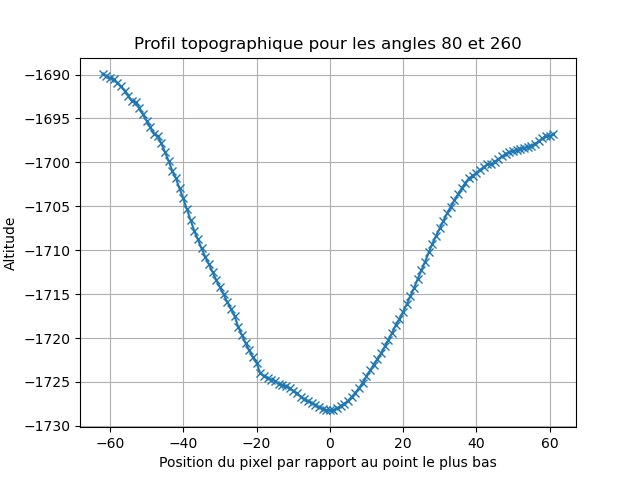 Profil topographique pour les angles 80 et 260
−1690
−1695
−1700
−1705
−1710
−1715
−1720
−1725
−1730
Altitude
−60 −40 −20 0 20 40 60
Position du pixel par rapport au point le plus bas